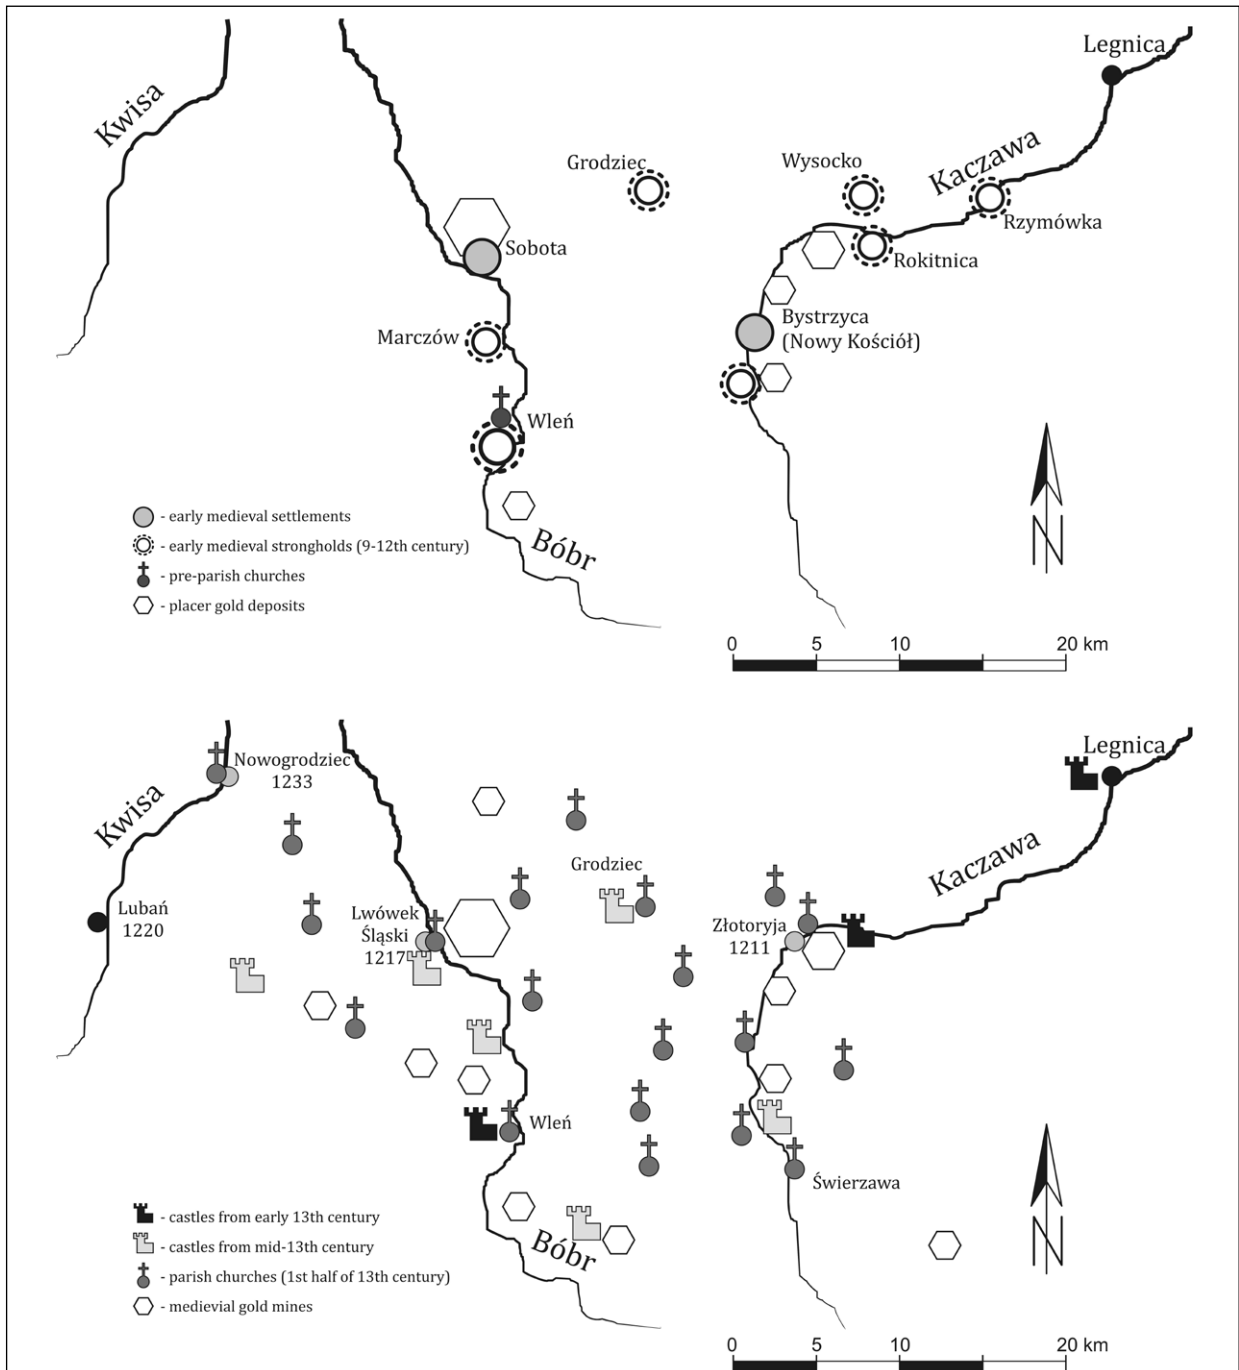 Legnica
Kwisa
Kaczawa
Grodziec
Wysocko
Rzymówka
Sobota
Rokitnica
Marczów
Bystrzyca
(Nowy Kościół)
Wleń
Bóbr
- early medieval settlements
- early medieval strongholds (9-12th century)
- pre-parish churches
- placer gold deposits
N
0 5 10 20 km
Legnica
Nowogrodziec
1233
Kwisa
Kaczawa
Grodziec
Lubań
1220
Lwówek
Śląski
1217
Złotoryja
1211
Wleń
Świerzawa
Bóbr
- castles from early 13th century
- castles from mid-13th century
- parish churches (1st half of 13th century)
- medievial gold mines
N
0 5 10 20 km